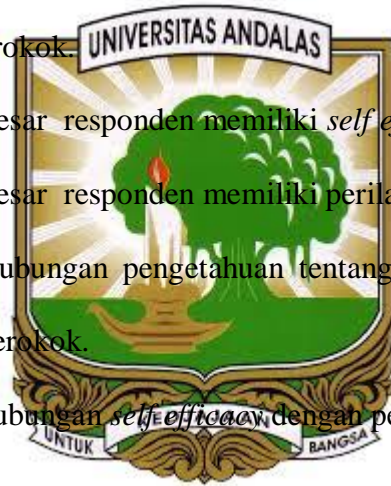 rokok.
UNIVERSITAS ANDALAS
esar responden memiliki self e
esar responden memiliki perila
ubungan pengetahuan tentang
erokok.
ubungan self efficacy dengan pe
UNTUK BANGSA